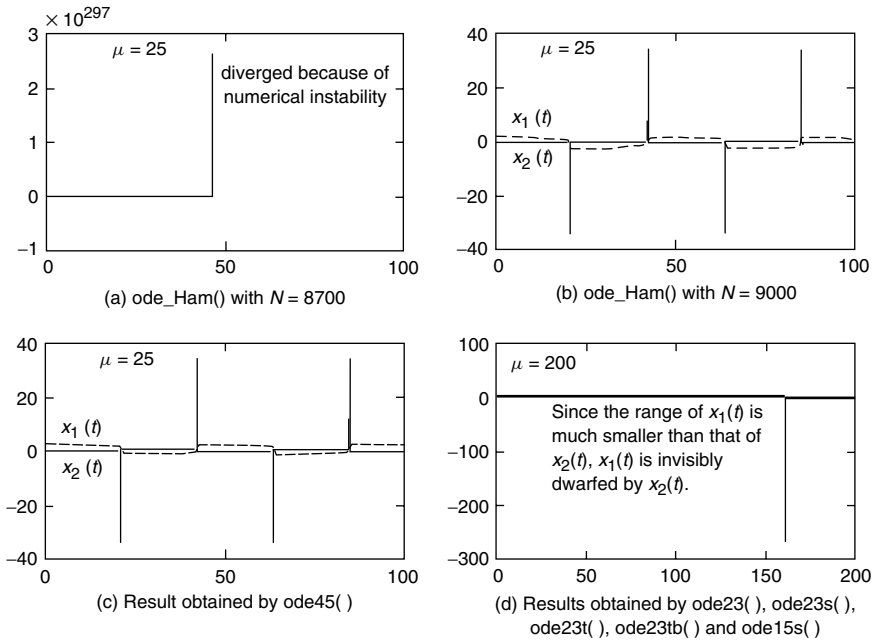 × 10^297
3
2
1
0
−1
μ = 25
diverged because of
numerical instability
0
50
100
(a) ode_Ham() with N = 8700
40
20
0
−20
−40
μ = 25
x1 (t)
x2 (t)
0
50
100
(b) ode_Ham() with N = 9000
40
20
0
−20
−40
μ = 25
x1 (t)
x2 (t)
0
50
100
(c) Result obtained by ode45( )
100
0
−100
−200
−300
μ = 200
Since the range of x1(t) is
much smaller than that of
x2(t), x1(t) is invisibly
dwarfed by x2(t).
0
50
100
150
200
(d) Results obtained by ode23( ), ode23s( ),
ode23t( ), ode23tb( ) and ode15s( )